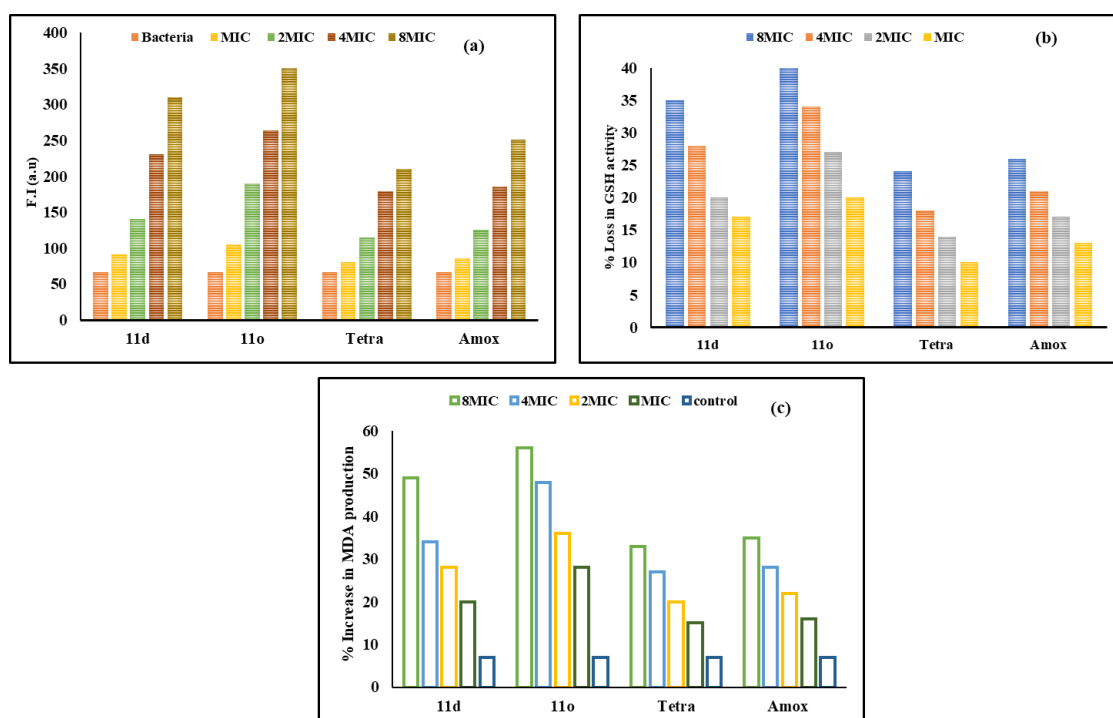 Bacteria MIC 2MIC 4MIC 8MIC (a)
F.I (a.u)
400
350
300
250
200
150
100
50
0
11d 11o Tetra Amox
8MIC 4MIC 2MIC MIC (b)
% Loss in GSH activity
40
35
30
25
20
15
10
5
0
11d 11o Tetra Amox
8MIC 4MIC 2MIC MIC control (c)
% Increase in MDA production
60
50
40
30
20
10
0
11d 11o Tetra Amox